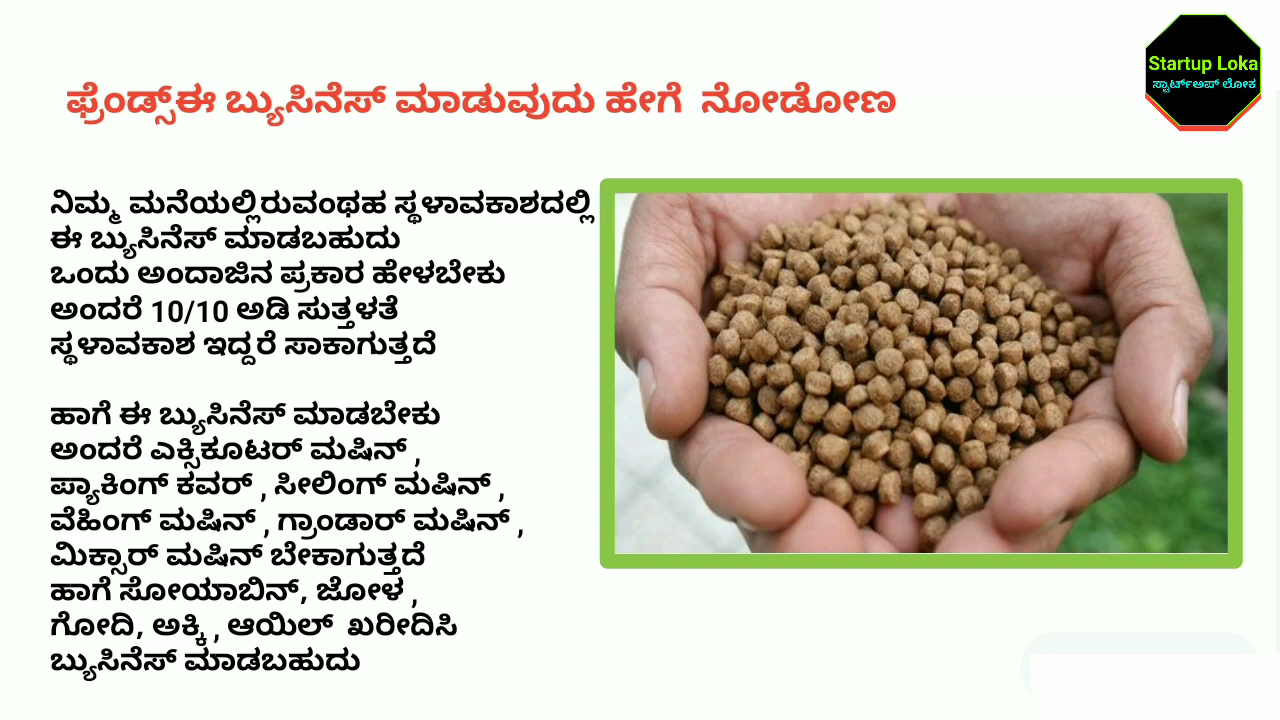 Startup Loka
ಸ್ಟಾರ್ಟ್ಅಪ್ ಲೋಕ
ಫ್ರೆಂಡ್ಸ್ಈ ಬ್ಯುಸಿನೆಸ್ ಮಾಡುವುದು ಹೇಗೆ ನೋಡೋಣ
ನಿಮ್ಮ ಮನೆಯಲ್ಲಿರುವಂಥಹ ಸ್ಥಳಾವಕಾಶದಲ್ಲಿ
ಈ ಬ್ಯುಸಿನೆಸ್ ಮಾಡಬಹುದು
ಒಂದು ಅಂದಾಜಿನ ಪ್ರಕಾರ ಹೇಳಬೇಕು
ಅಂದರೆ 10/10 ಅಡಿ ಸುತ್ತಳತೆ
ಸ್ಥಳಾವಕಾಶ ಇದ್ದರೆ ಸಾಕಾಗುತ್ತದೆ
ಹಾಗೆ ಈ ಬ್ಯುಸಿನೆಸ್ ಮಾಡಬೇಕು
ಅಂದರೆ ಎಕ್ಸಿಕೂಟರ್ ಮಷಿನ್ ,
ಪ್ಯಾಕಿಂಗ್ ಕವರ್ , ಸೀಲಿಂಗ್ ಮಷಿನ್ ,
ವೆಹಿಂಗ್ ಮಷಿನ್ , ಗ್ರಾಂಡಾರ್ ಮಷಿನ್ ,
ಮಿಕ್ಸಾರ್ ಮಷಿನ್ ಬೇಕಾಗುತ್ತದೆ
ಹಾಗೆ ಸೋಯಾಬಿನ್, ಜೋಳ ,
ಗೋದಿ, ಅಕ್ಕಿ , ಆಯಿಲ್ ಖರೀದಿಸಿ
ಬ್ಯುಸಿನೆಸ್ ಮಾಡಬಹುದು